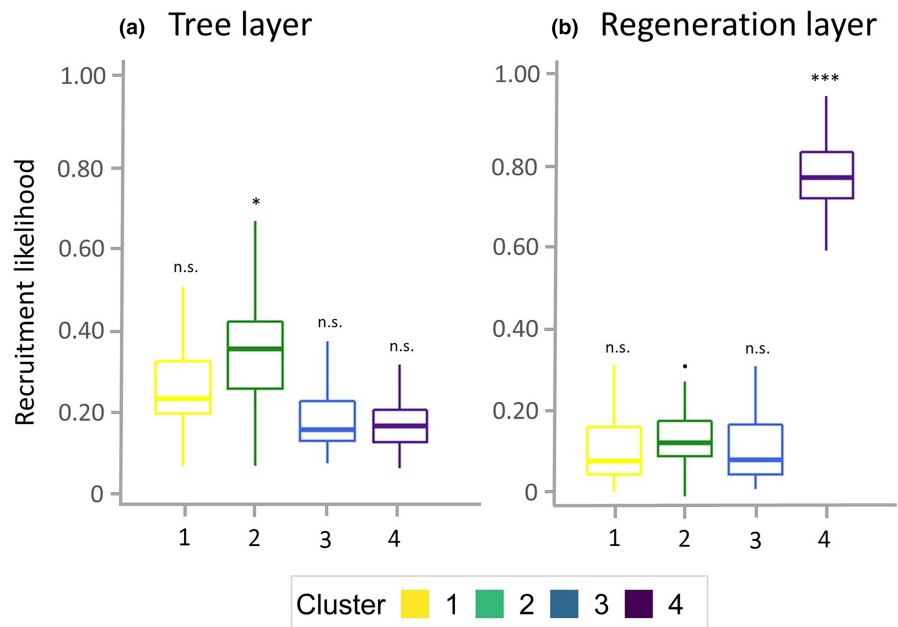 (a) Tree layer
Recruitment likelihood
1.00
0.80
0.60
0.40
0.20
0
n.s.
*
n.s.
n.s.
1 2 3 4
(b) Regeneration layer
1.00
0.80
0.60
0.40
0.20
0
n.s.
.
n.s.
***
1 2 3 4
Cluster 1 2 3 4